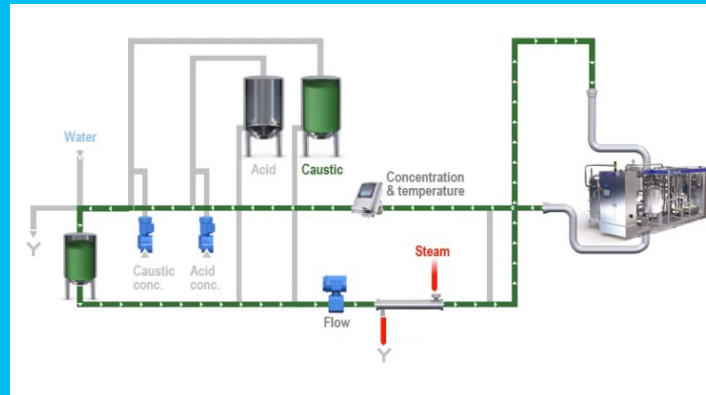 Water
Acid
Caustic
Concentration
& temperature
Caustic
conc.
Acid
conc.
Steam
Flow